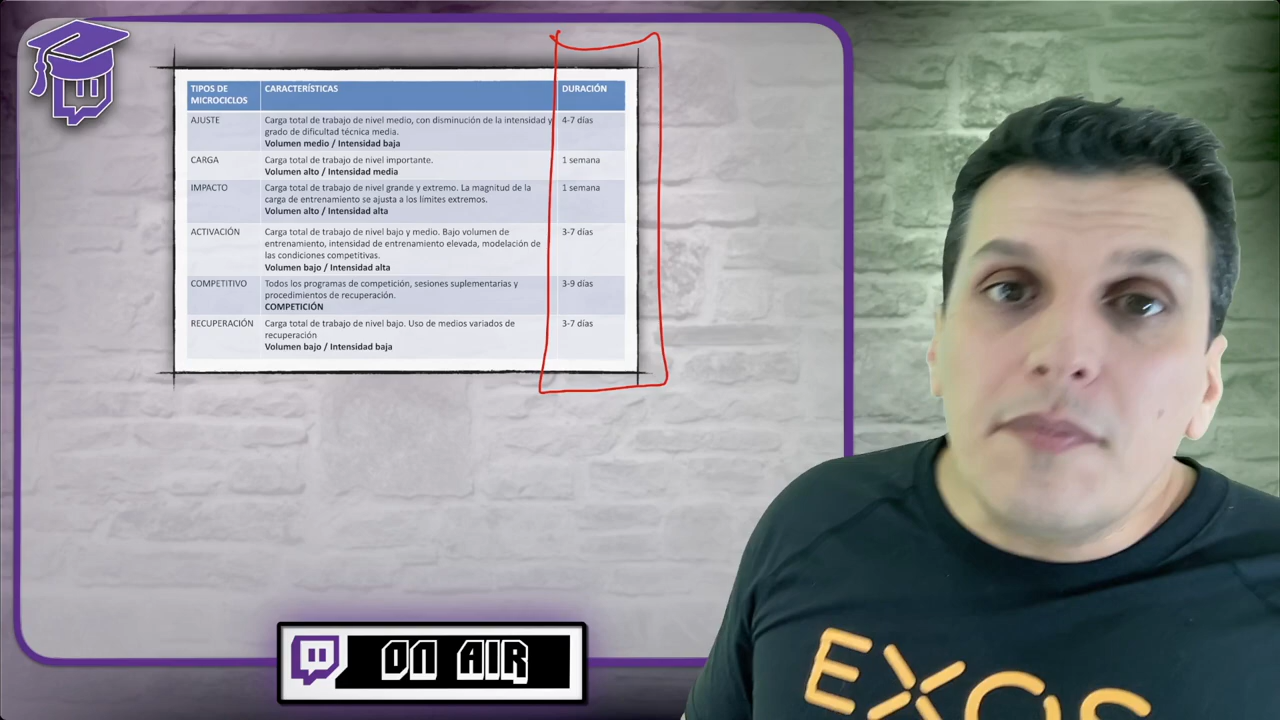 TIPOS DE MICROCICLOS CARACTERÍSTICAS DURACIÓN
AJUSTE Carga total de trabajo de nivel medio, con disminución de la intensidad y 4-7 días
grado de dificultad técnica media.
Volumen medio / Intensidad baja
CARGA Carga total de trabajo de nivel importante. 1 semana
Volumen alto / Intensidad media
IMPACTO Carga total de trabajo de nivel grande y extremo. La magnitud de la 1 semana
carga de entrenamiento se ajusta a los límites extremos.
Volumen alto / Intensidad alta
ACTIVACIÓN Carga total de trabajo de nivel bajo y medio. Bajo volumen de 3-7 días
entrenamiento, intensidad de entrenamiento elevada, modelación de
las condiciones competitivas.
Volumen bajo / Intensidad alta
COMPETITIVO Todos los programas de competición, sesiones suplementarias y 3-9 días
procedimientos de recuperación.
COMPETICIÓN
RECUPERACIÓN Carga total de trabajo de nivel bajo. Uso de medios variados de 3-7 días
recuperación
Volumen bajo / Intensidad baja
ON AIR
EXOS